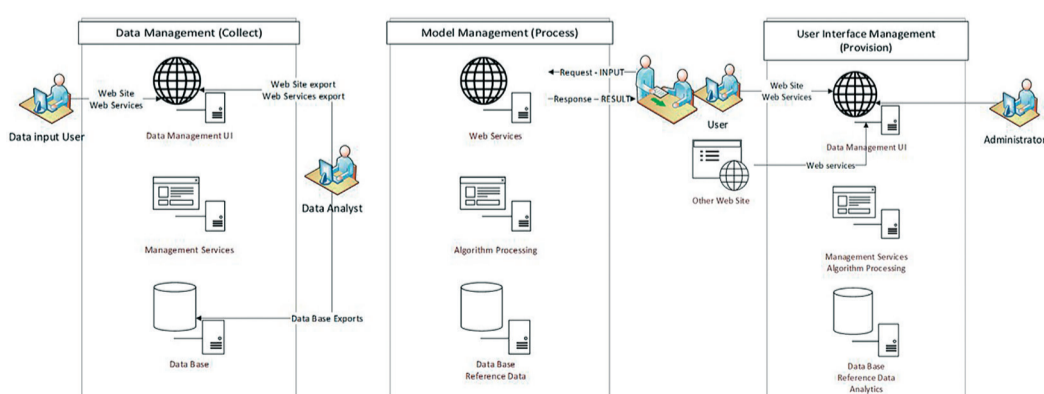 Data Management (Collect)
Model Management (Process)
User Interface Management
(Provision)
Web Site
Web Services
Data input User
Data Management UI
Web Site export
Web Services export
Data Analyst
Management Services
Data Base Exports
Data Base
Request - INPUT
Response – RESULT
Web Services
Algorithm Processing
Data Base
Reference Data
User
Web Site
Web Services
Other Web Site
Web services
Data Management UI
Administrator
Management Services
Algorithm Processing
Data Base
Reference Data
Analytics